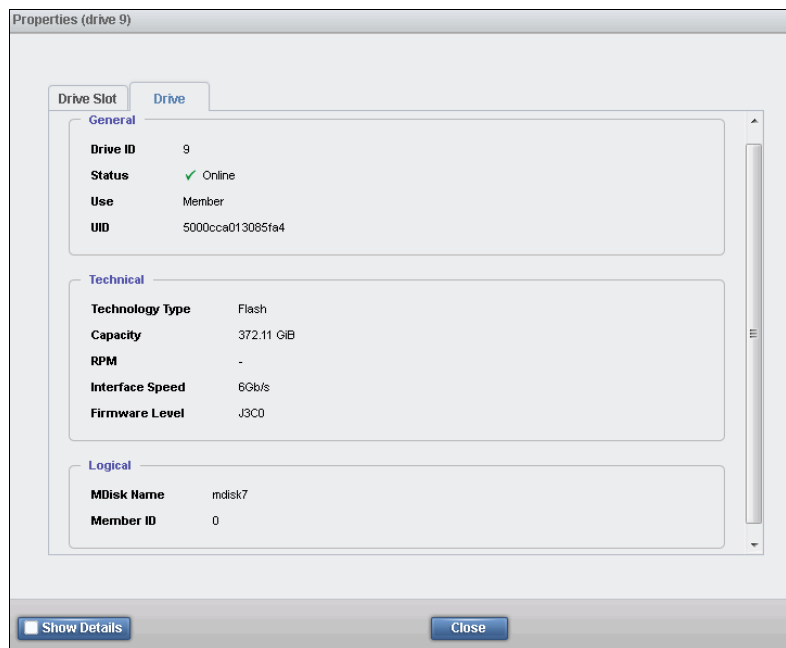 Properties (drive 9)
Drive Slot Drive
General
Drive ID 9
Status Online
Use Member
UID 5000cca013085fa4
Technical
Technology Type Flash
Capacity 372.11 GiB
RPM -
Interface Speed 6Gb/s
Firmware Level J3C0
Logical
MDisk Name mdisk7
Member ID 0
Show Details Close